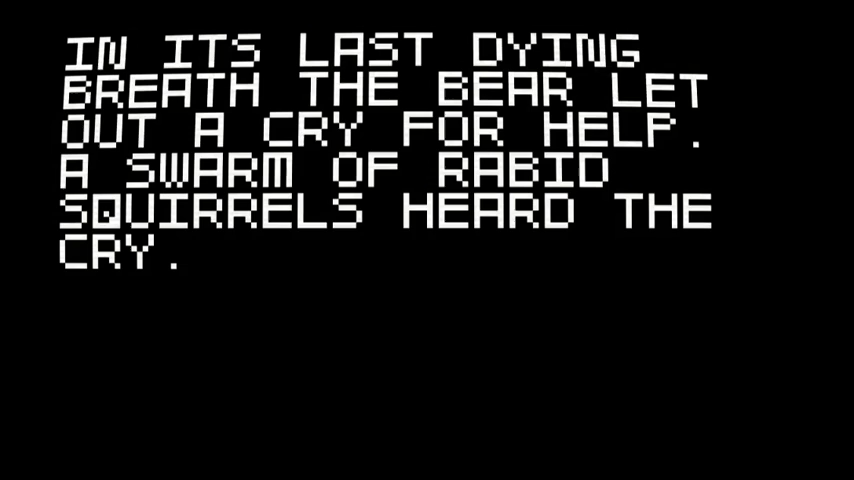 IN ITS LAST DYING
BREATH THE BEAR LET
OUT A CRY FOR HELP.
A SWARM OF RABID
SQUIRRELS HEARD THE
CRY.